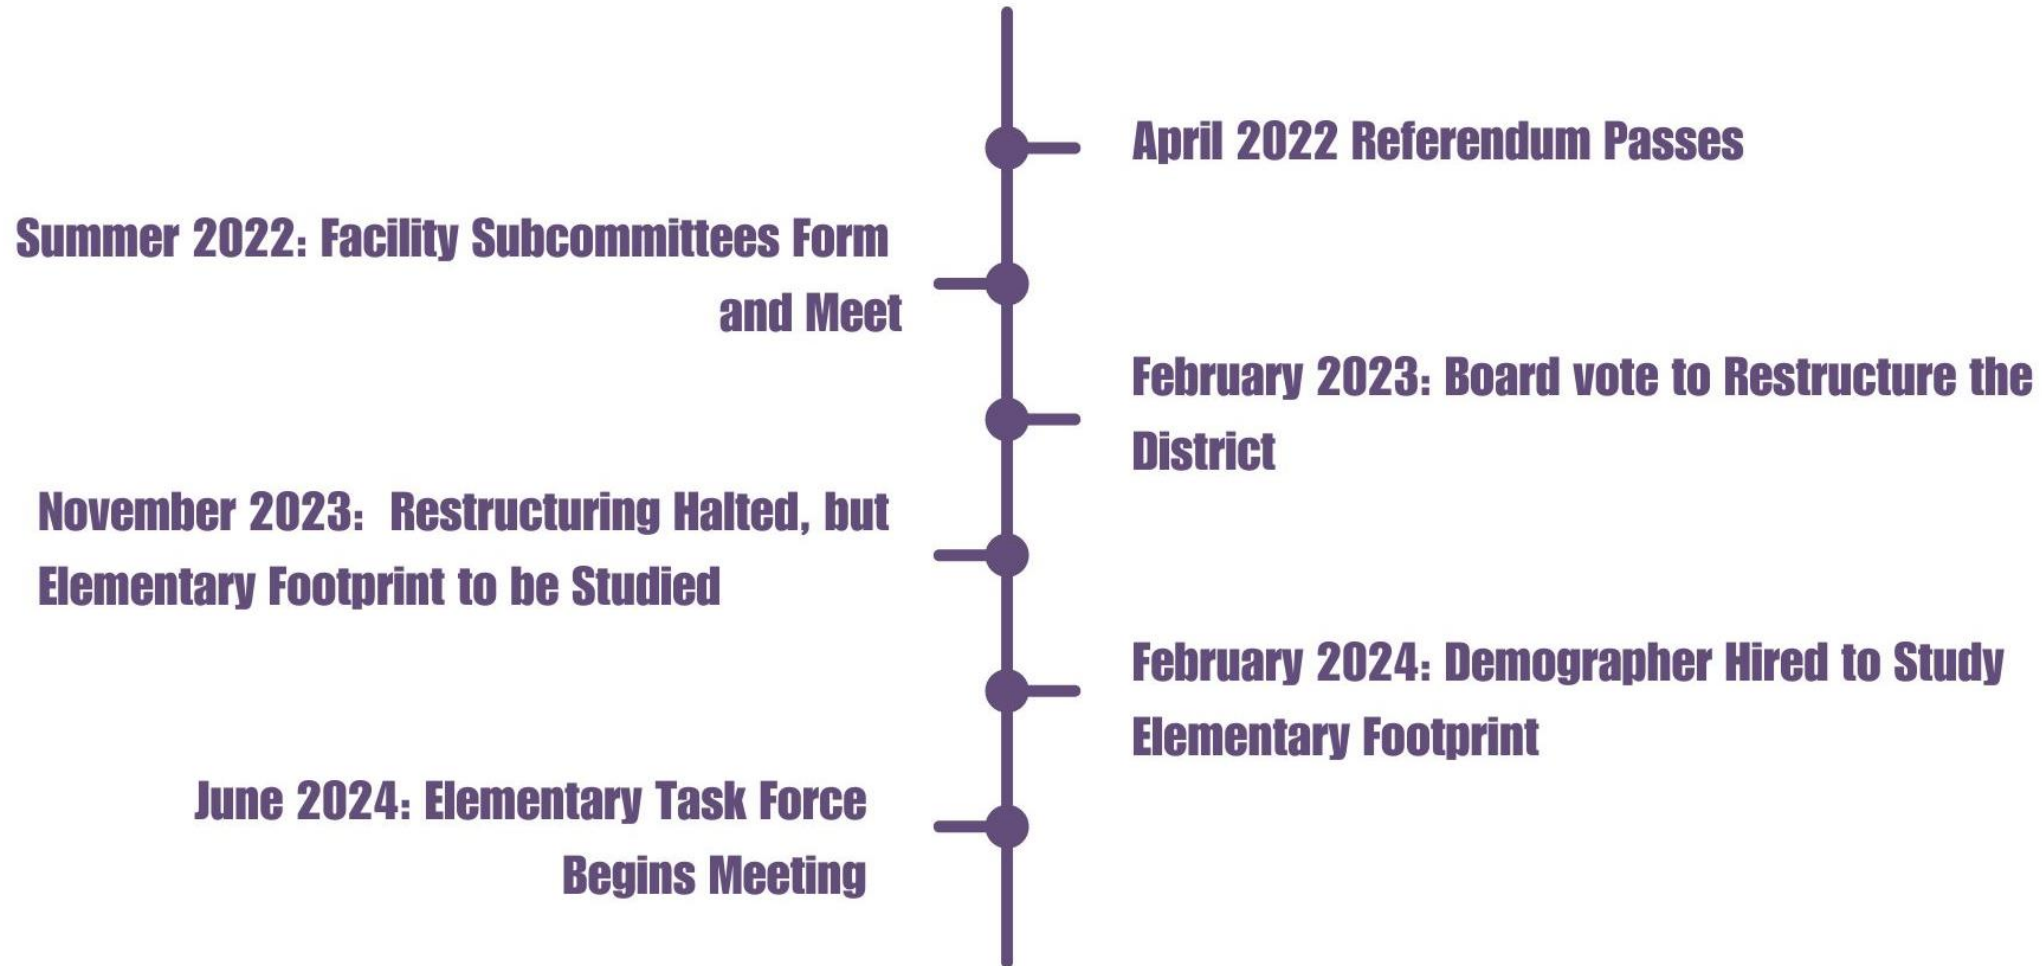 April 2022 Referendum Passes
Summer 2022: Facility Subcommittees Form
and Meet
February 2023: Board vote to Restructure the
District
November 2023:  Restructuring Halted, but
Elementary Footprint to be Studied
February 2024: Demographer Hired to Study
Elementary Footprint
June 2024: Elementary Task Force
Begins Meeting